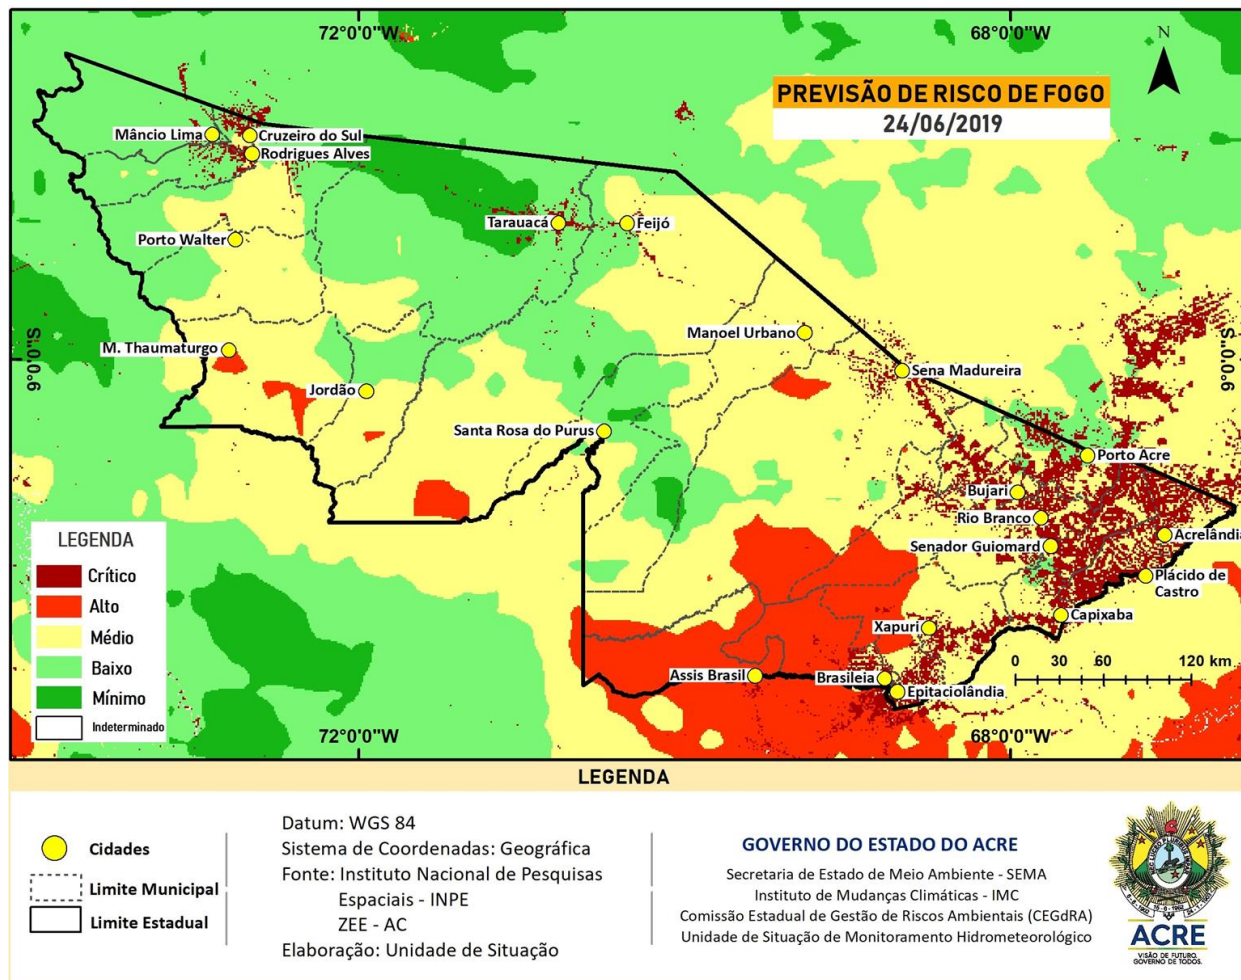 72°0'0"W
68°0'0"W
N
PREVISÃO DE RISCO DE FOGO
24/06/2019
Mâncio Lima
Cruzeiro do Sul
Rodrigues Alves
Tarauacá
Feijó
Porto Walter
Manoel Urbano
9°0'0"S
9°0'0"S
M. Thaumaturgo
Sena Madureira
Jordão
Santa Rosa do Purus
Porto Acre
Bujari
Rio Branco
Acrelândia
Senador Guiomard
Plácido de
Castro
Capixaba
Xapuri
Assis Brasil
Brasileia
Epitaciolândia
0 30 60 120 km
LEGENDA
Crítico
Alto
Médio
Baixo
Mínimo
Indeterminado
72°0'0"W
68°0'0"W
LEGENDA
Cidades
Limite Municipal
Limite Estadual
Datum: WGS 84
Sistema de Coordenadas: Geográfica
Fonte: Instituto Nacional de Pesquisas
Espaciais - INPE
ZEE - AC
Elaboração: Unidade de Situação
GOVERNO DO ESTADO DO ACRE
Secretaria de Estado de Meio Ambiente - SEMA
Instituto de Mudanças Climáticas - IMC
Comissão Estadual de Gestão de Riscos Ambientais (CEGdRA)
Unidade de Situação de Monitoramento Hidrometeorológico
ACRE
VISÃO DE FUTURO.
GOVERNO DE TODOS.